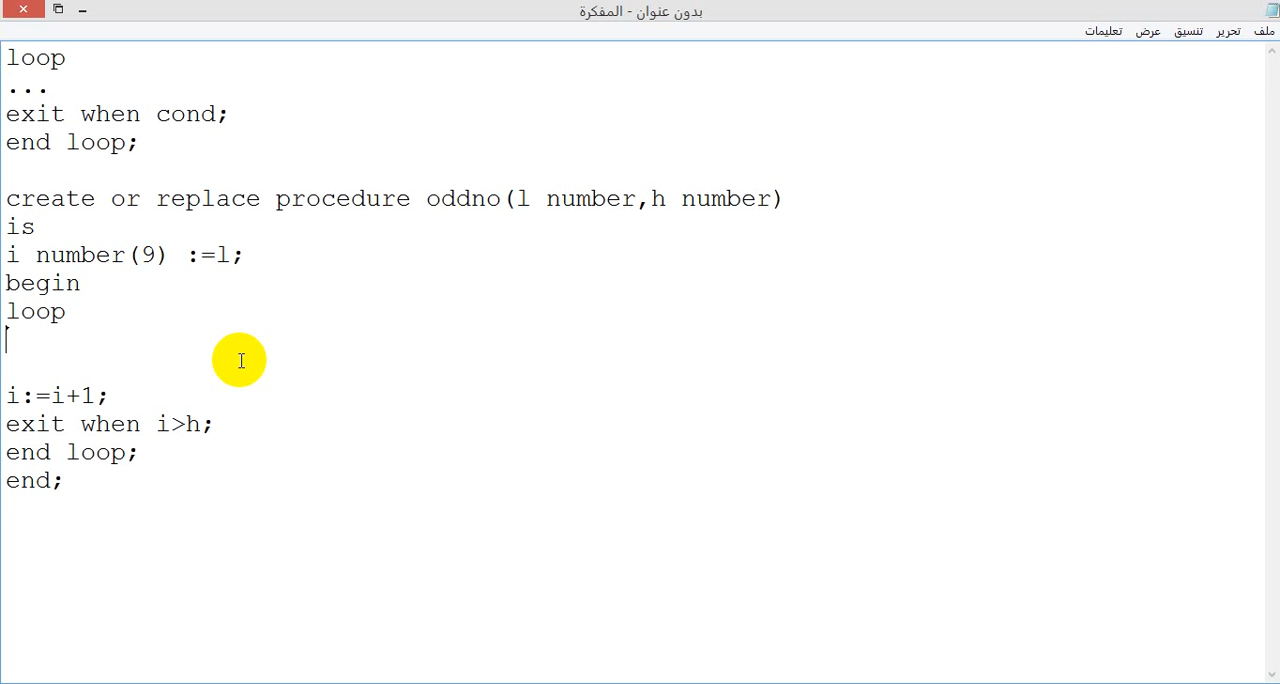 بدون عنوان - المفكرة
ملف تحرير تنسيق عرض تعليمات
loop
...
exit when cond;
end loop;
create or replace procedure oddno(l number,h number)
is
i number(9) :=l;
begin
loop
i:=i+1;
exit when i>h;
end loop;
end;